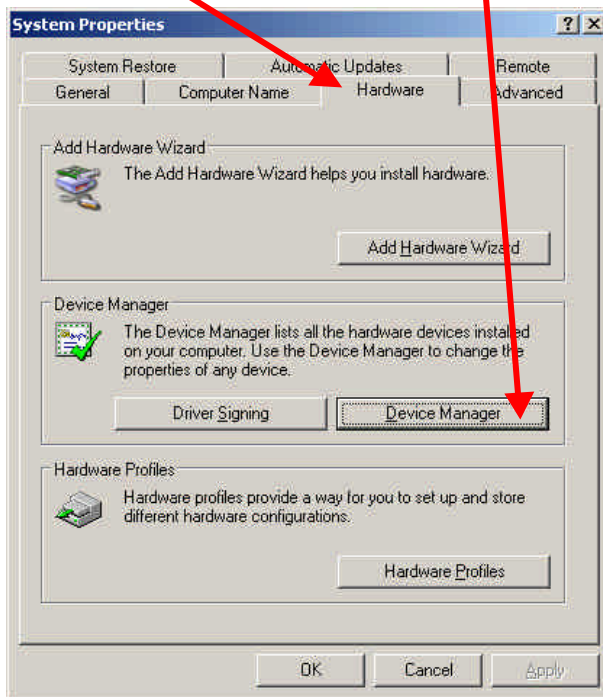 System Properties
System Restore Automatic Updates Remote
General Computer Name Hardware Advanced
Add Hardware Wizard
The Add Hardware Wizard helps you install hardware.
Add Hardware Wizard
Device Manager
The Device Manager lists all the hardware devices installed
on your computer. Use the Device Manager to change the
properties of any device.
Driver Signing Device Manager
Hardware Profiles
Hardware profiles provide a way for you to set up and store
different hardware configurations.
Hardware Profiles
OK Cancel Apply